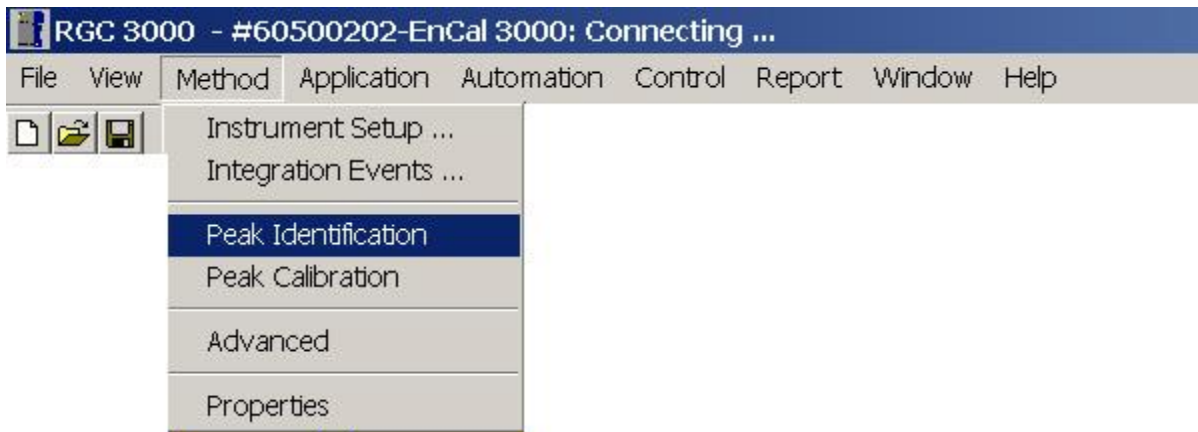 RGC 3000 - #60500202-EnCal 3000: Connecting ...
File View Method Application Automation Control Report Window Help
Instrument Setup ...
Integration Events ...
Peak Identification
Peak Calibration
Advanced
Properties